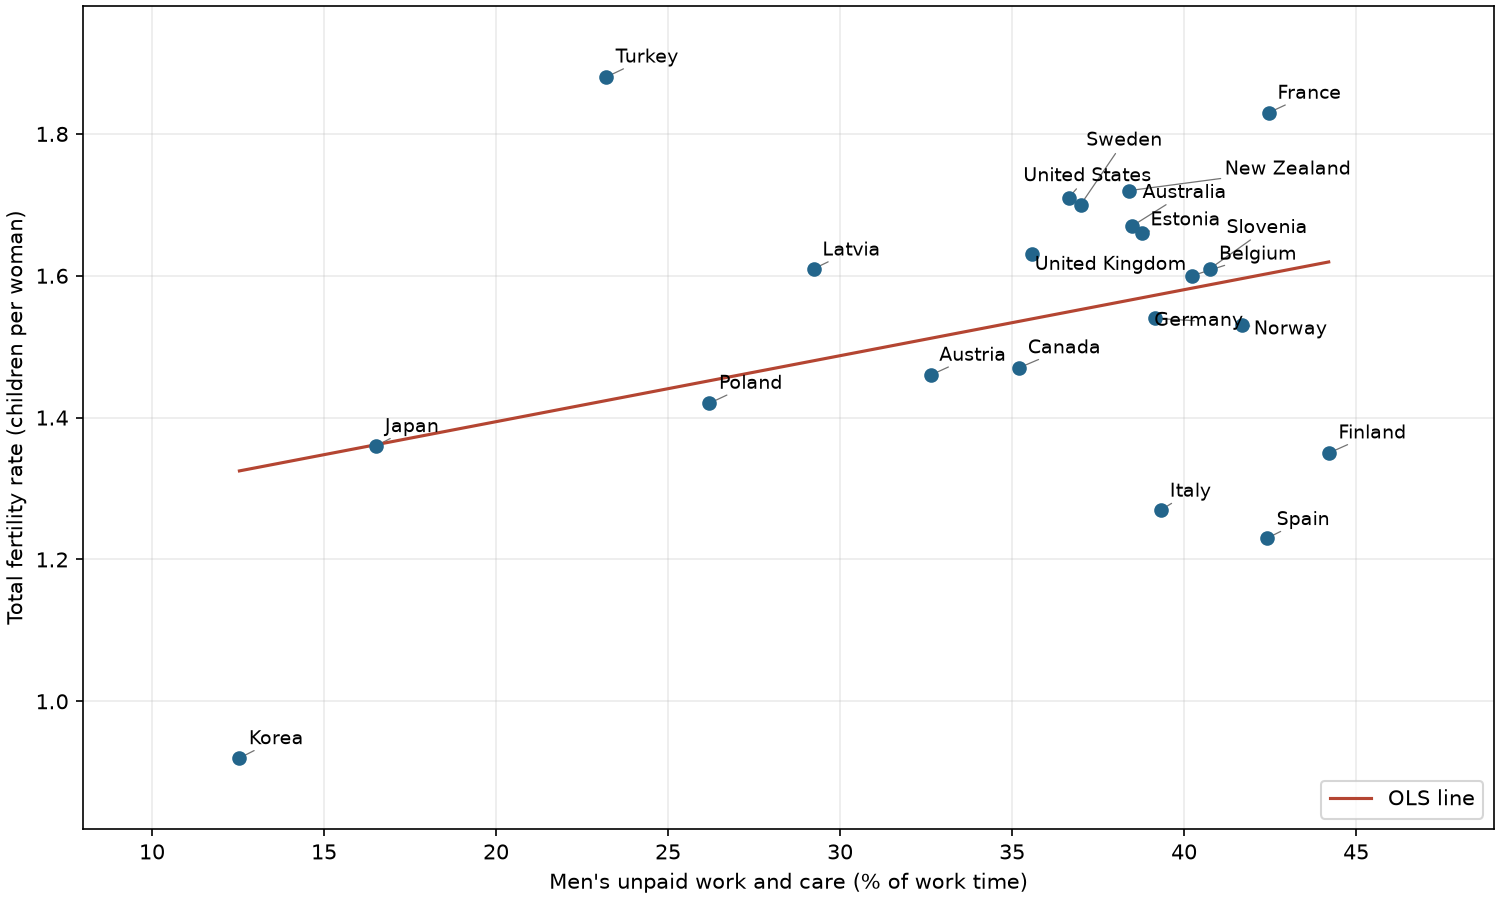 Turkey
France
Sweden
New Zealand
United States
Australia
Estonia
Slovenia
Latvia
Belgium
United Kingdom
Germany
Norway
Canada
Austria
Poland
Japan
Finland
Italy
Spain
Korea
1.8
1.6
1.4
1.2
1.0
Total fertility rate (children per woman)
10 15 20 25 30 35 40 45
Men's unpaid work and care (% of work time)
OLS line